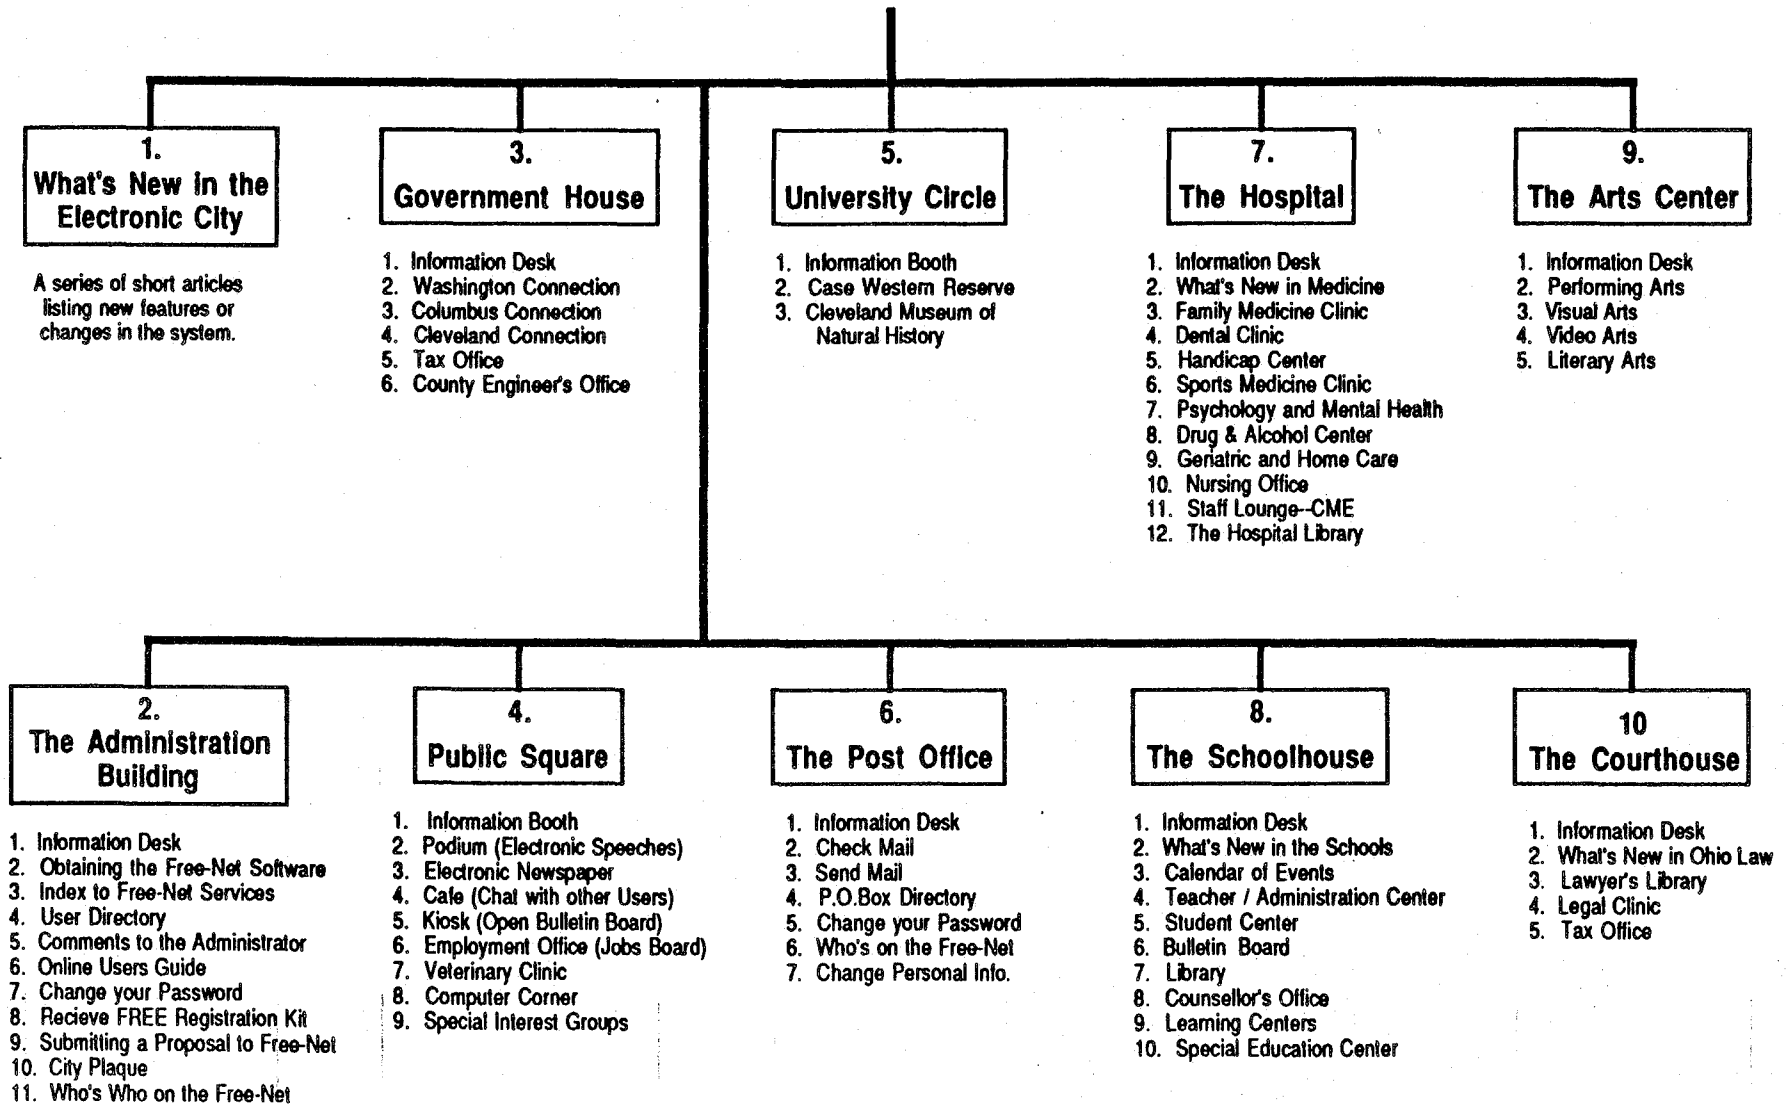 1.
What's New in the
Electronic City
A series of short articles
listing new features or
changes in the system.
3.
Government House
1. Information Desk
2. Washington Connection
3. Columbus Connection
4. Cleveland Connection
5. Tax Office
6. County Engineer's Office
5.
University Circle
1. Information Booth
2. Case Western Reserve
3. Cleveland Museum of
Natural History
7.
The Hospital
1. Information Desk
2. What's New in Medicine
3. Family Medicine Clinic
4. Dental Clinic
5. Handicap Center
6. Sports Medicine Clinic
7. Psychology and Mental Health
8. Drug & Alcohol Center
9. Geriatric and Home Care
10. Nursing Office
11. Staff Lounge--CME
12. The Hospital Library
9.
The Arts Center
1. Information Desk
2. Performing Arts
3. Visual Arts
4. Video Arts
5. Literary Arts
2.
The Administration
Building
1. Information Desk
2. Obtaining the Free-Net Software
3. Index to Free-Net Services
4. User Directory
5. Comments to the Administrator
6. Online Users Guide
7. Change your Password
8. Recieve FREE Registration Kit
9. Submitting a Proposal to Free-Net
10. City Plaque
11. Who's Who on the Free-Net
4.
Public Square
1. Information Booth
2. Podium (Electronic Speeches)
3. Electronic Newspaper
4. Cafe (Chat with other Users)
5. Kiosk (Open Bulletin Board)
6. Employment Office (Jobs Board)
7. Veterinary Clinic
8. Computer Corner
9. Special Interest Groups
6.
The Post Office
1. Information Desk
2. Check Mail
3. Send Mail
4. P.O.Box Directory
5. Change your Password
6. Who's on the Free-Net
7. Change Personal Info.
8.
The Schoolhouse
1. Information Desk
2. What's New in the Schools
3. Calendar of Events
4. Teacher / Administration Center
5. Student Center
6. Bulletin Board
7. Library
8. Counsellor's Office
9. Learning Centers
10. Special Education Center
10
The Courthouse
1. Information Desk
2. What's New in Ohio Law
3. Lawyer's Library
4. Legal Clinic
5. Tax Office